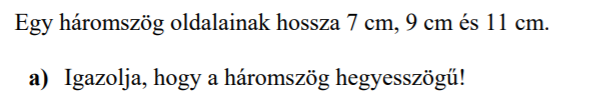 Egy háromszög oldalainak hossza 7 cm, 9 cm és 11 cm.
a) Igazolja, hogy a háromszög hegyesszögű!